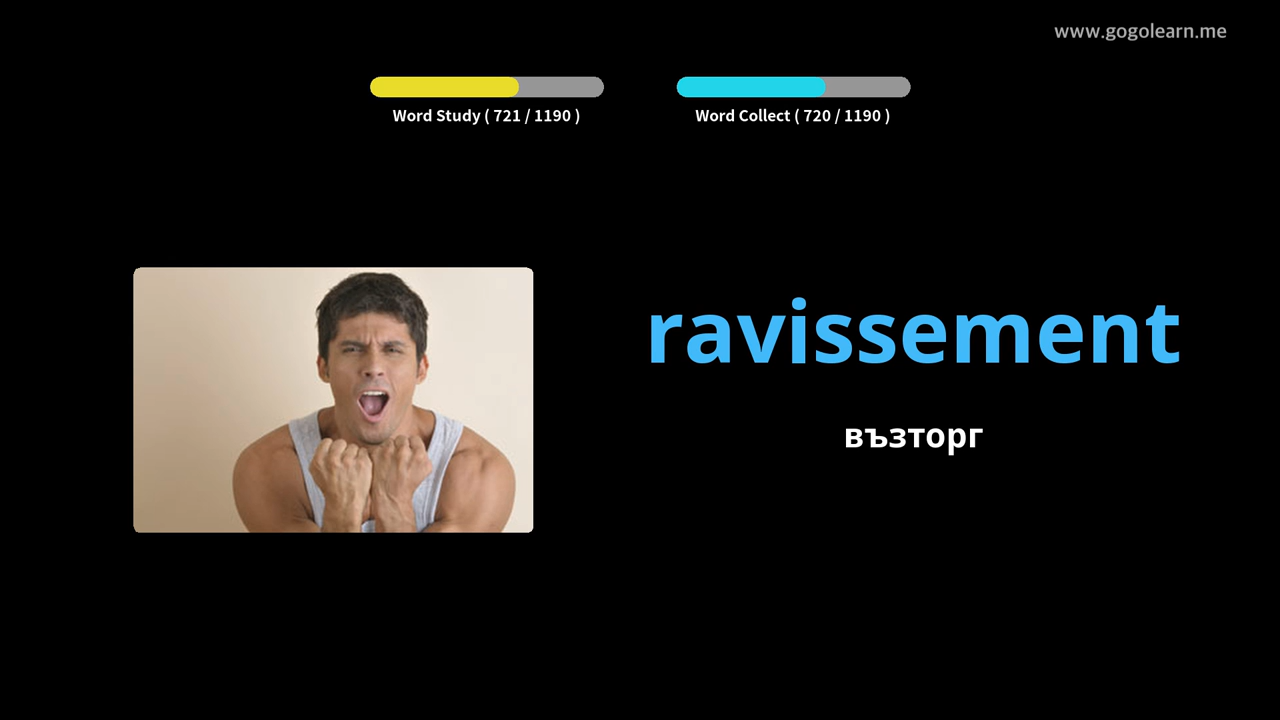 www.gogolearn.me
Word Study ( 721 / 1190 )
Word Collect ( 720 / 1190 )
ravissement
възторг